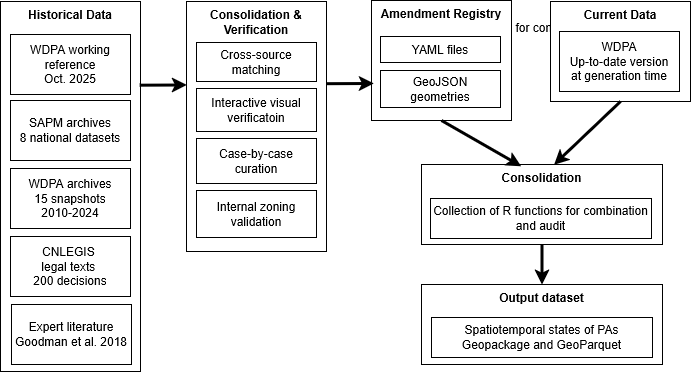 Historical Data
WDPA working
reference
Oct. 2025
SAPM archives
8 national datasets
WDPA archives
15 snapshots
2010-2024
CNLEGIS
legal texts
200 decisions
Expert literature
Goodman et al. 2018
Consolidation &
Verification
Cross-source
matching
Interactive visual
verificatoin
Case-by-case
curation
Internal zoning
validation
Amendment Registry
YAML files
GeoJSON
geometries
for con
Current Data
WDPA
Up-to-date version
at generation time
Consolidation
Collection of R functions for combination
and audit
Output dataset
Spatiotemporal states of PAs
Geopackage and GeoParquet